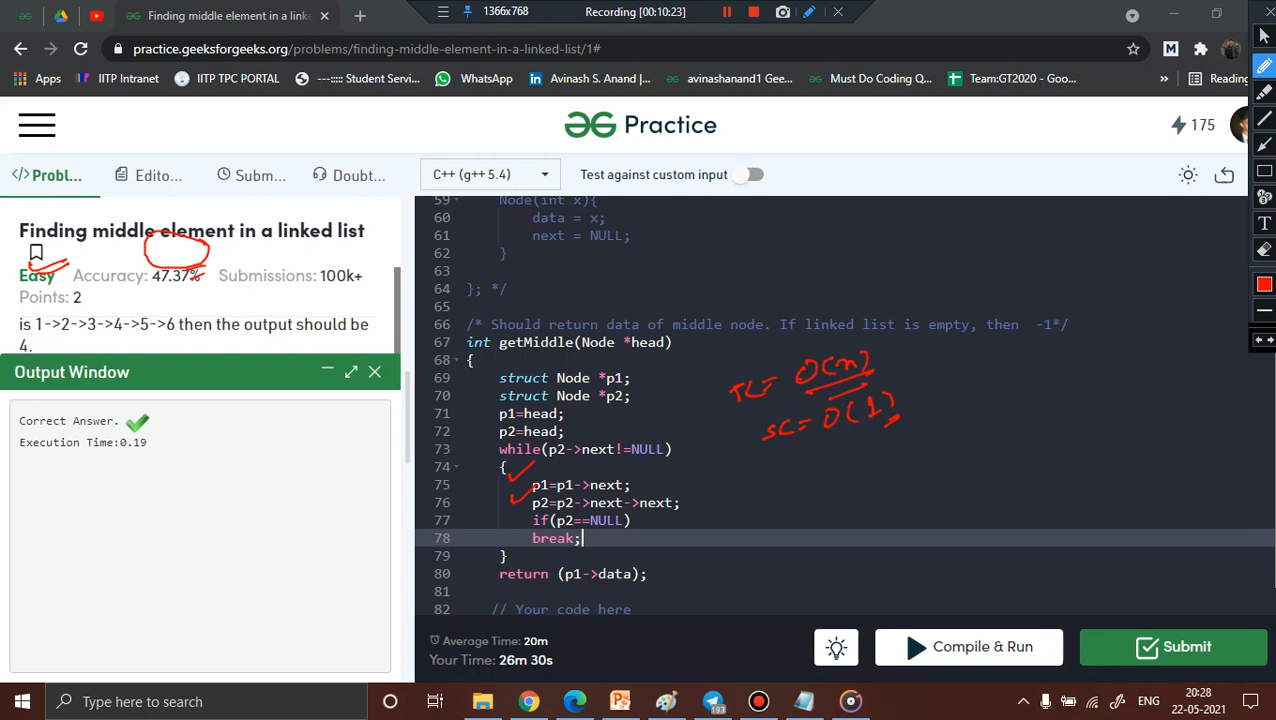 1366x768
Recording [00:10:23]
Finding middle element in a linke
practice.geeksforgeeks.org/problems/finding-middle-element-in-a-linked-list/1#
Apps
IITP Intranet
IITP TPC PORTAL
---::::: Student Servi...
WhatsApp
Avinash S. Anand |...
avinashanand1 Gee...
Must Do Coding Q...
Team:GT2020 - Goo...
»
Reading
Practice
175
</> Probl...
Edito...
Subm...
Doubt...
C++ (g++ 5.4)
Test against custom input
Finding middle element in a linked list
Easy Accuracy: 47.37% Submissions: 100k+
Points: 2
is 1->2->3->4->5->6 then the output should be
4.
Output Window
Correct Answer.
Execution Time:0.19
59 Node(int x){
60 data = x;
61 next = NULL;
62 }
63
64 }; */
65
66 /* Should return data of middle node. If linked list is empty, then -1*/
67 int getMiddle(Node *head)
68 {
69 struct Node *p1;
70 struct Node *p2;
71 p1=head;
72 p2=head;
73 while(p2->next!=NULL)
74 {
75 p1=p1->next;
76 p2=p2->next->next;
77 if(p2==NULL)
78 break;
79 }
80 return (p1->data);
81
82 // Your code here
TC= O(n)
SC= O(1)
Average Time: 20m
Your Time: 26m 30s
Compile & Run
Submit
Type here to search
193
ENG
20:28
22-05-2021